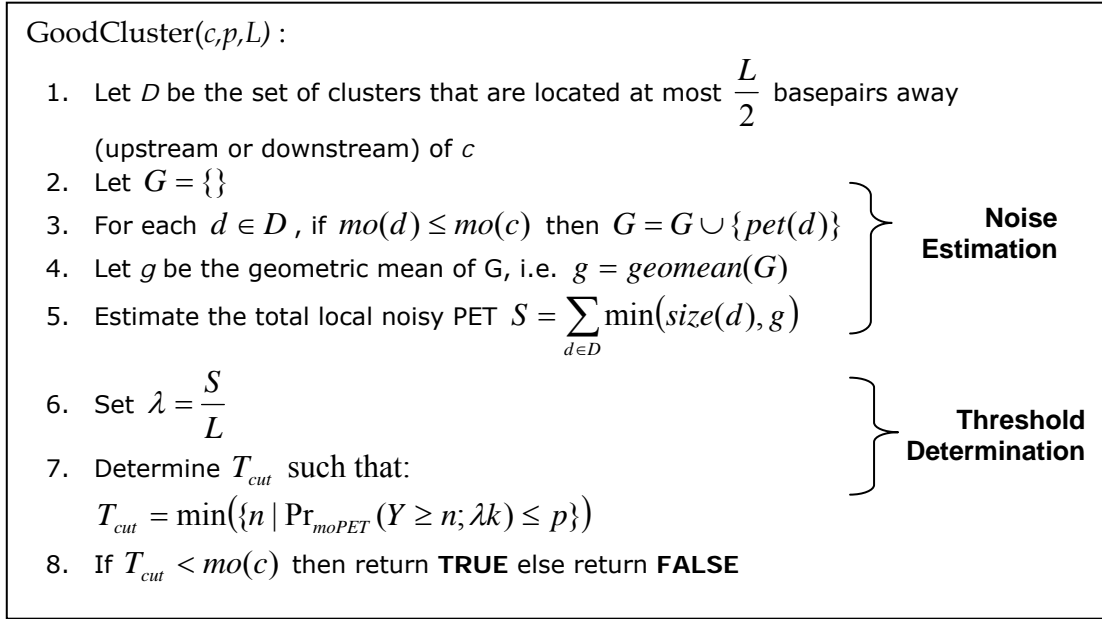 GoodCluster(c,p,L) :
1. Let D be the set of clusters that are located at most L/2 basepairs away
(upstream or downstream) of c
2. Let G = {}
3. For each d ∈ D , if mo(d) ≤ mo(c) then G = G ∪ {pet(d)}
4. Let g be the geometric mean of G, i.e. g = geomean(G)
Noise
Estimation
5. Estimate the total local noisy PET S = ∑_{d∈D} min(size(d), g)
6. Set λ = S/L
Threshold
Determination
7. Determine T_cut such that:
T_cut = min({n | Pr_moPET (Y ≥ n; λk) ≤ p})
8. If T_cut < mo(c) then return TRUE else return FALSE